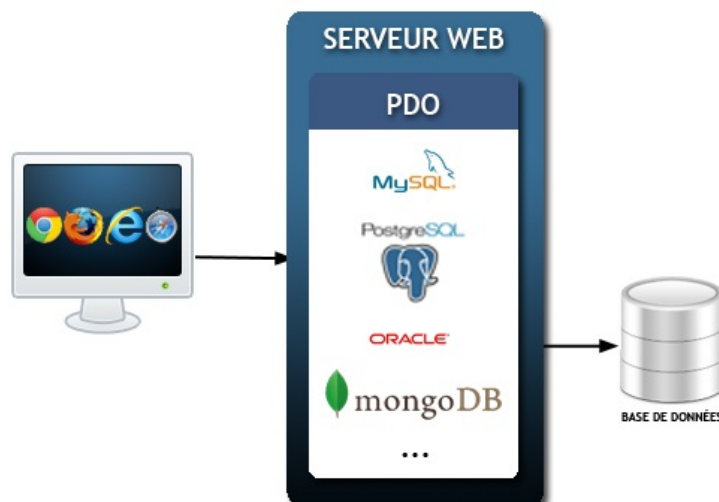 SERVEUR WEB
PDO
MySQL®
PostgreSQL
ORACLE®
mongoDB
...
BASE DE DONNÉES